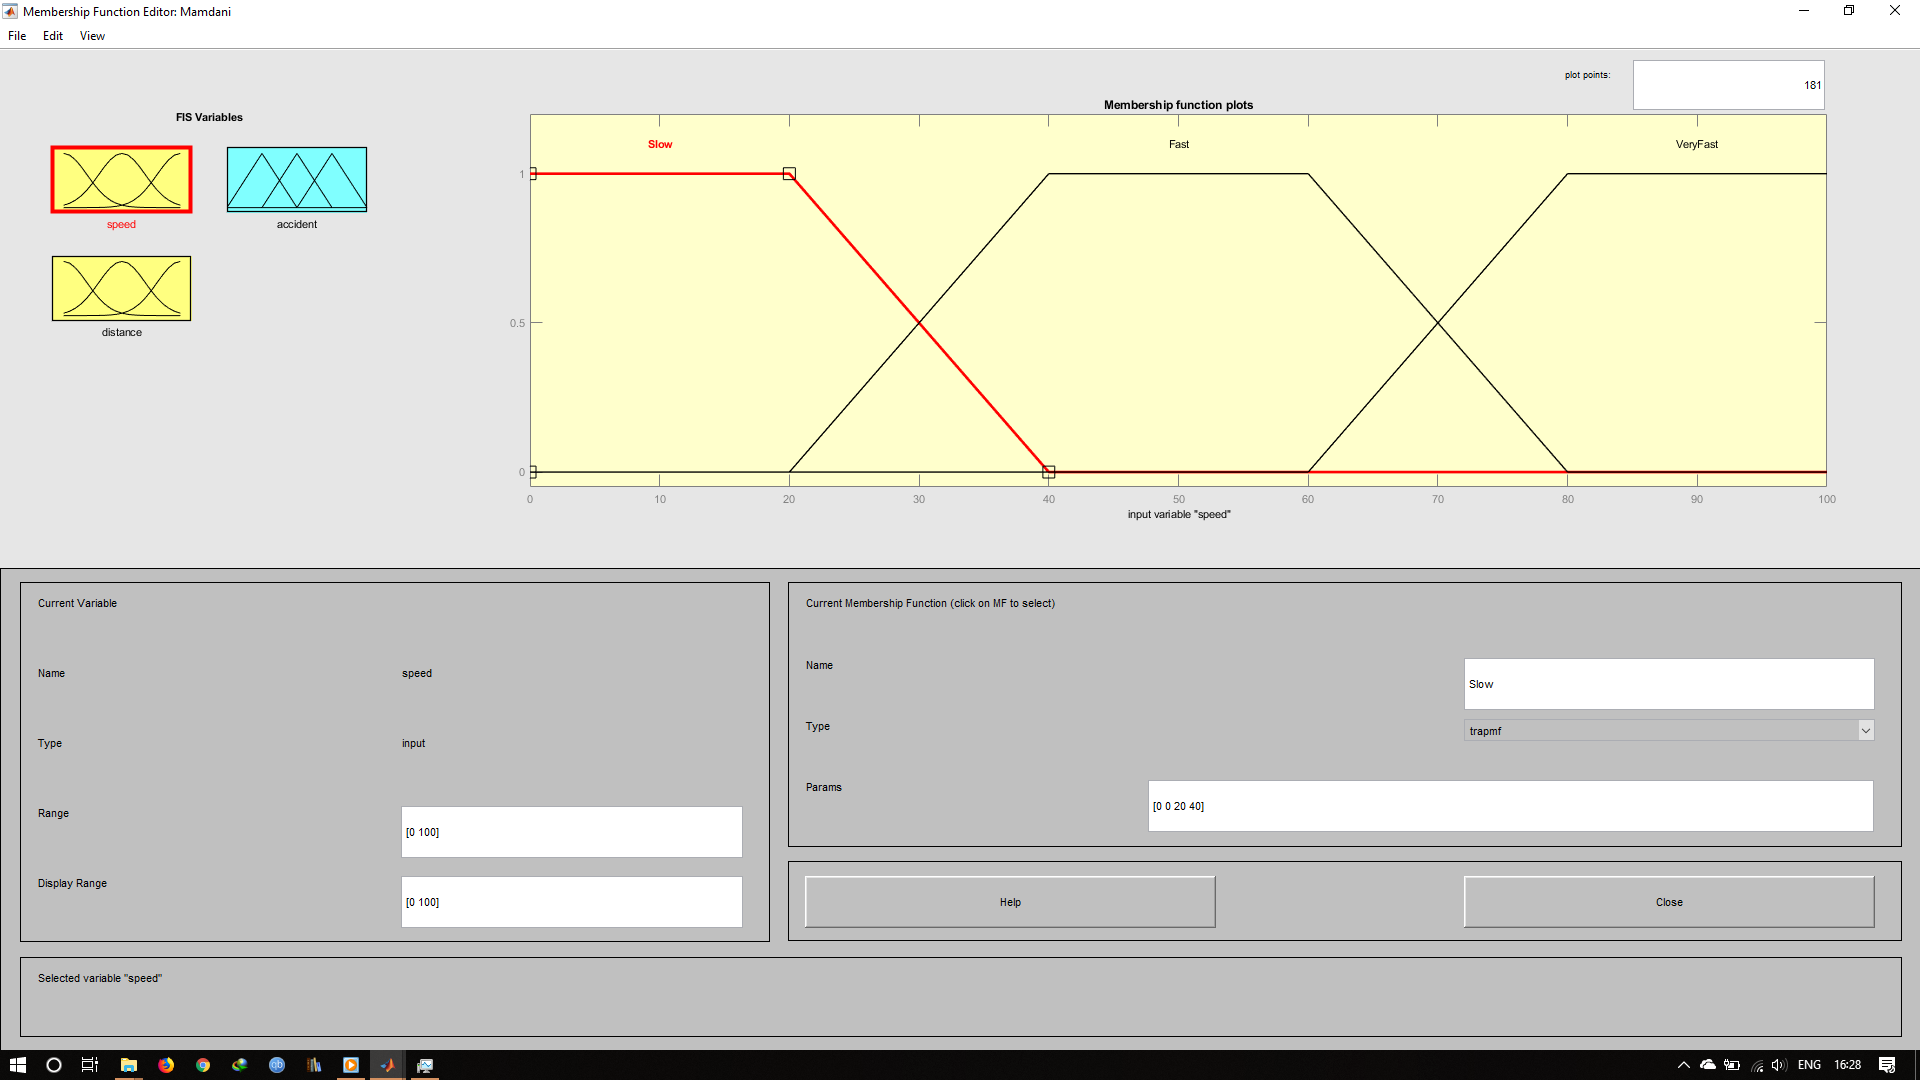 Membership Function Editor: Mamdani
File Edit View
plot points:
181
FIS Variables
Membership function plots
speed
accident
distance
Slow
Fast
VeryFast
1
0.5
0
0 10 20 30 40 50 60 70 80 90 100
input variable "speed"
Current Variable
Name speed
Type input
Range [0 100]
Display Range [0 100]
Current Membership Function (click on MF to select)
Name Slow
Type trapmf
Params [0 0 20 40]
Help Close
Selected variable "speed"
qb
ENG 16:28